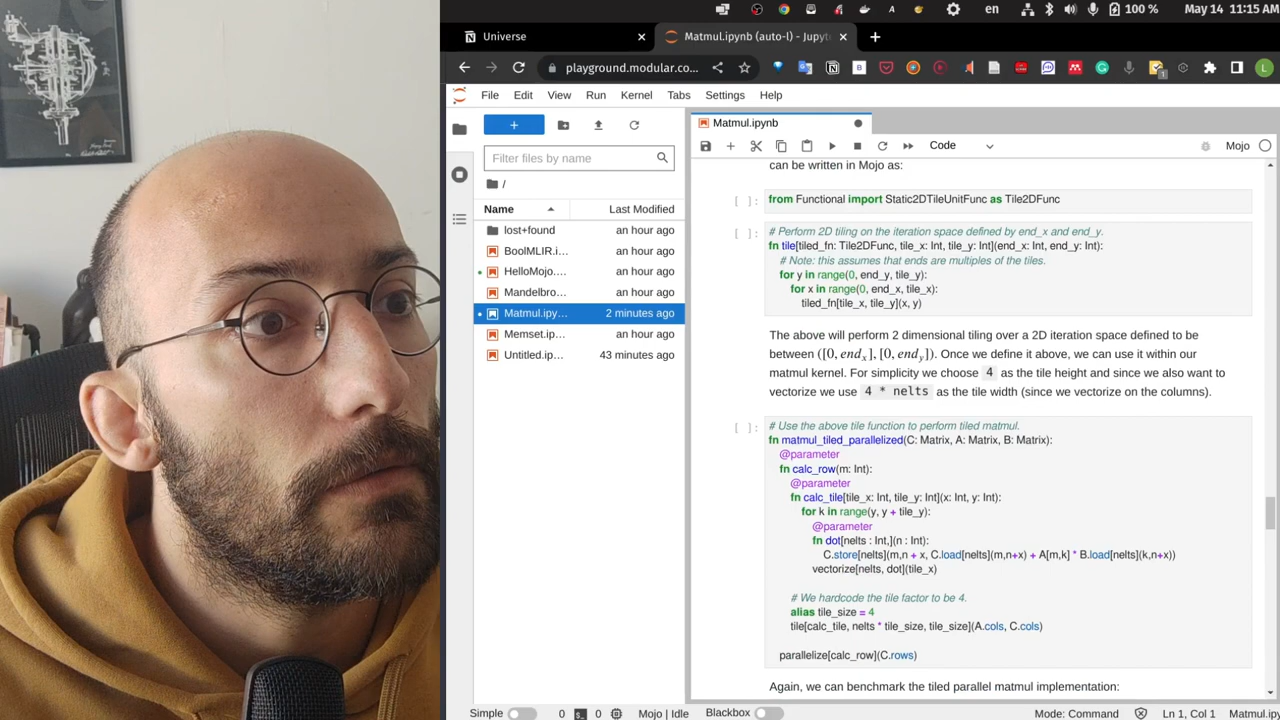 en
100 %
May 14 11:15 AM
Universe
Matmul.ipynb (auto-l) - Jupyt
playground.modular.co...
1
L
File Edit View Run Kernel Tabs Settings Help
Filter files by name
/
Name
Last Modified
lost+found an hour ago
BoolMLIR.i... an hour ago
HelloMojo.... an hour ago
Mandelbro... an hour ago
Matmul.ipy... 2 minutes ago
Memset.ip... an hour ago
Untitled.ip... 43 minutes ago
Matmul.ipynb
Code
Mojo
can be written in Mojo as:
[ ]: from Functional import Static2DTileUnitFunc as Tile2DFunc
[ ]: # Perform 2D tiling on the iteration space defined by end_x and end_y.
fn tile[tiled_fn: Tile2DFunc, tile_x: Int, tile_y: Int](end_x: Int, end_y: Int):
# Note: this assumes that ends are multiples of the tiles.
for y in range(0, end_y, tile_y):
for x in range(0, end_x, tile_x):
tiled_fn[tile_x, tile_y](x, y)
The above will perform 2 dimensional tiling over a 2D iteration space defined to be
between ([0, end_x], [0, end_y]). Once we define it above, we can use it within our
matmul kernel. For simplicity we choose 4 as the tile height and since we also want to
vectorize we use 4 * nelts as the tile width (since we vectorize on the columns).
[ ]: # Use the above tile function to perform tiled matmul.
fn matmul_tiled_parallelized(C: Matrix, A: Matrix, B: Matrix):
@parameter
fn calc_row(m: Int):
@parameter
fn calc_tile[tile_x: Int, tile_y: Int](x: Int, y: Int):
for k in range(y, y + tile_y):
@parameter
fn dot[nelts : Int,](n : Int):
C.store[nelts](m,n + x, C.load[nelts](m,n+x) + A[m,k] * B.load[nelts](k,n+x))
vectorize[nelts, dot](tile_x)
# We hardcode the tile factor to be 4.
alias tile_size = 4
tile[calc_tile, nelts * tile_size, tile_size](A.cols, C.cols)
parallelize[calc_row](C.rows)
Again, we can benchmark the tiled parallel matmul implementation:
Simple
0
0
Mojo | Idle
Blackbox
Mode: Command
Ln 1, Col 1
Matmul.ip